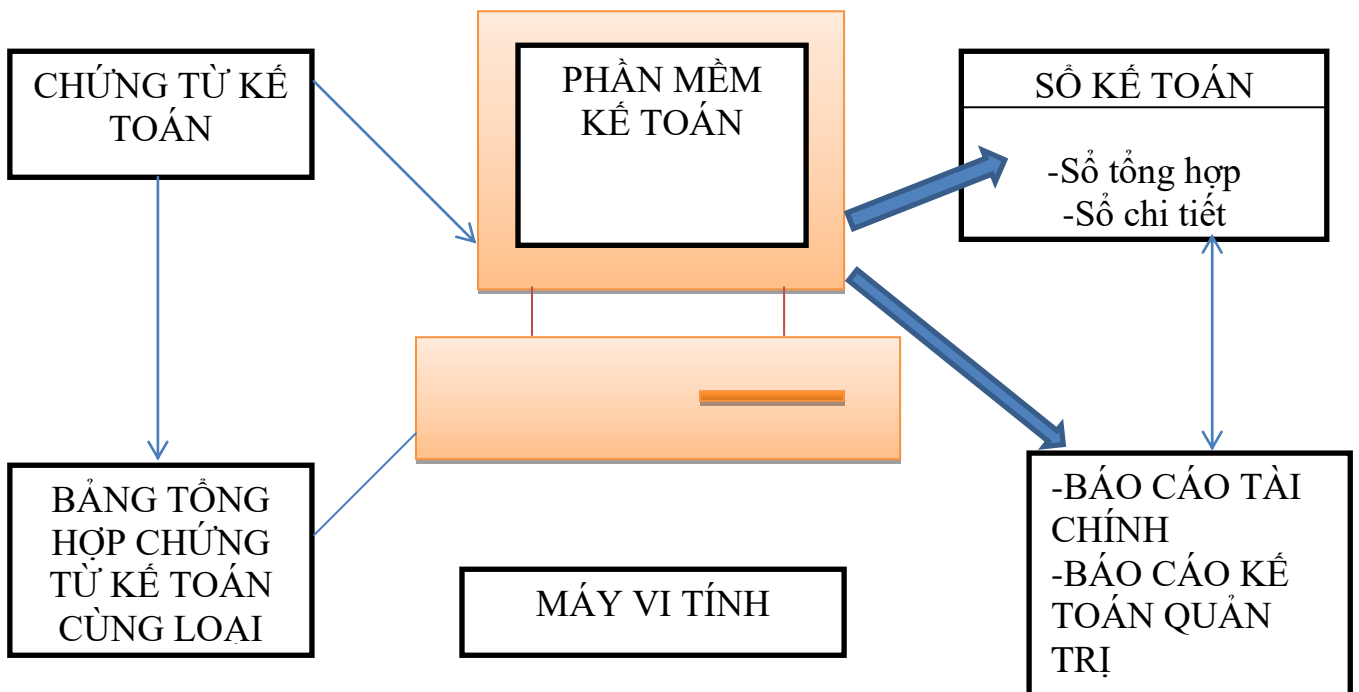 CHỨNG TỪ KẾ
TOÁN
PHẦN MỀM
KẾ TOÁN
SỔ KẾ TOÁN
-Sổ tổng hợp
-Sổ chi tiết
BẢNG TỔNG
HỢP CHỨNG
TỪ KẾ TOÁN
CÙNG LOẠI
MÁY VI TÍNH
-BÁO CÁO TÀI
CHÍNH
-BÁO CÁO KẾ
TOÁN QUẢN
TRỊ